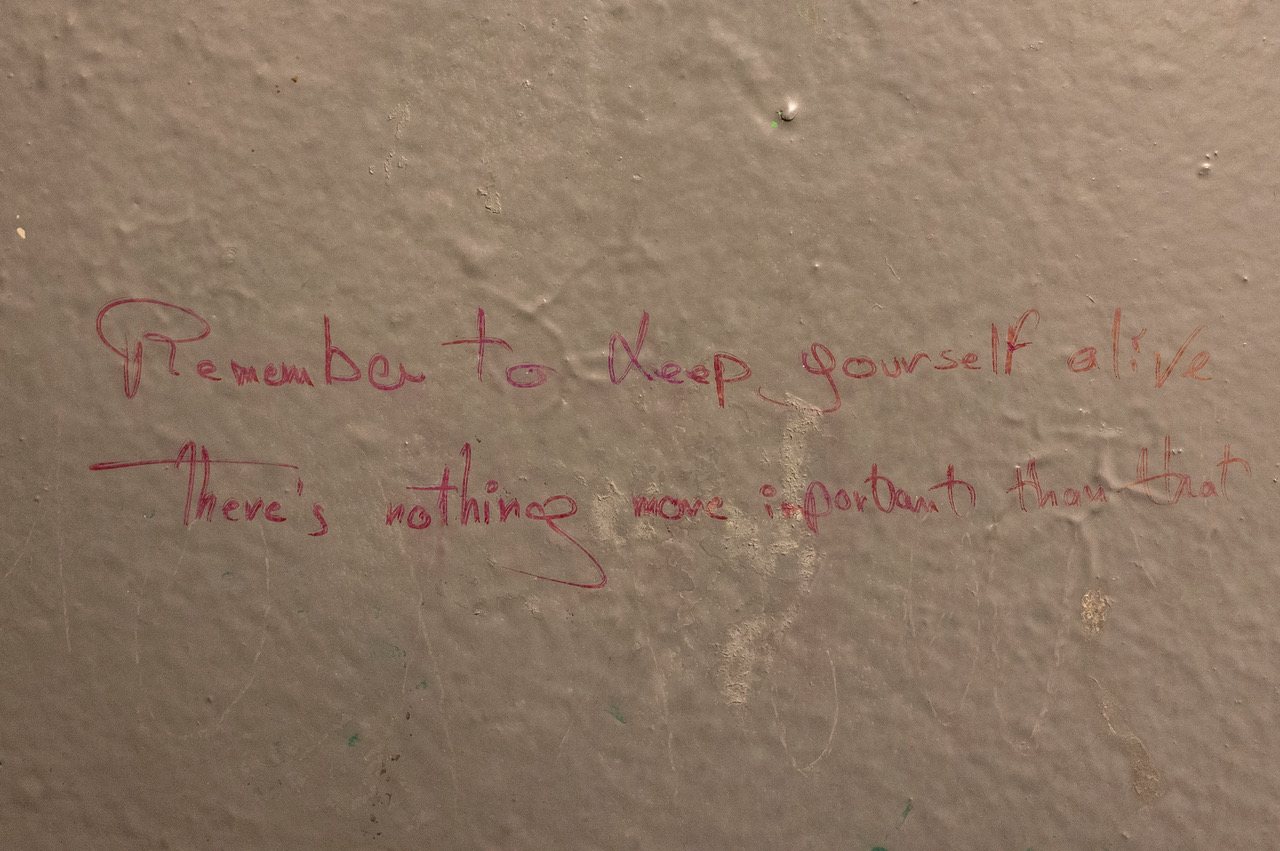 Remember to keep yourself alive
There's nothing more important than that